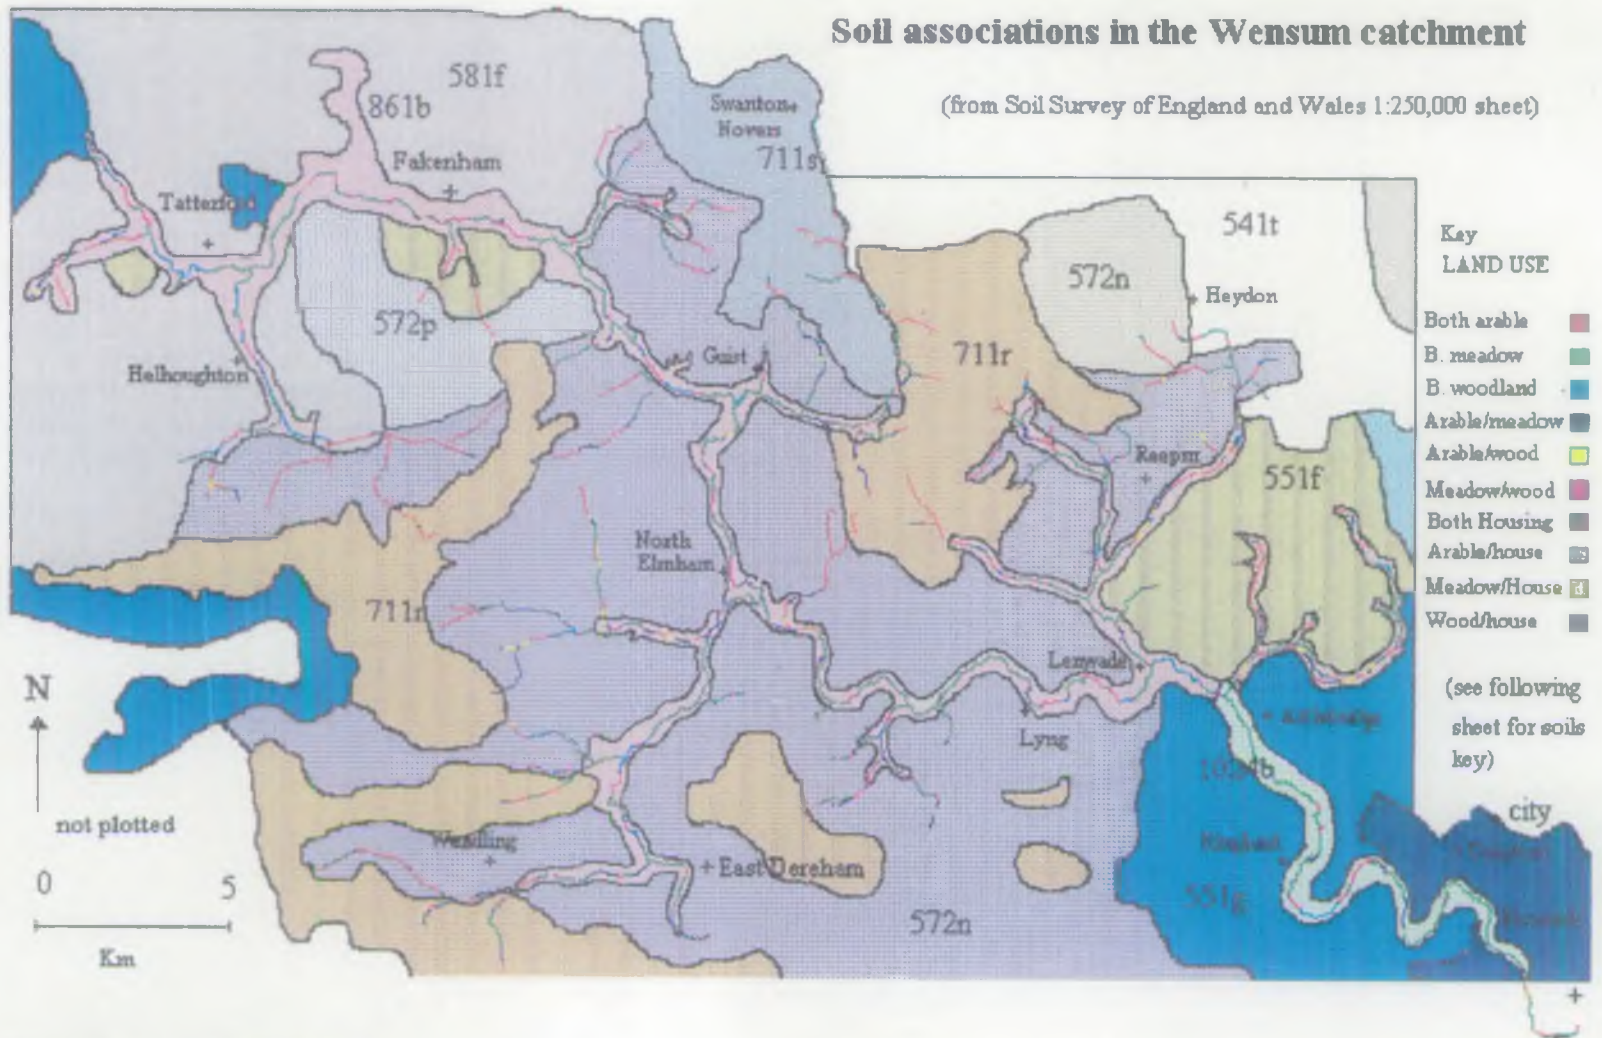 Soil associations in the Wensum catchment
(from Soil Survey of England and Wales 1:250,000 sheet)
581f
861b
Fakenham
Swanton
Novers
711s
Tatterford
541t
572n
Heydon
572p
Guist
711r
Helhoughton
Reepm
551f
North
Elmham
711r
Lenwade
Lyng
Wendling
East Dereham
572n
551g
city
Key
LAND USE
Both arable
B. meadow
B. woodland
Arable/meadow
Arable/wood
Meadow/wood
Both Housing
Arable/house
Meadow/House
Wood/house
(see following
sheet for soils
key)
N
not plotted
0 5
Km